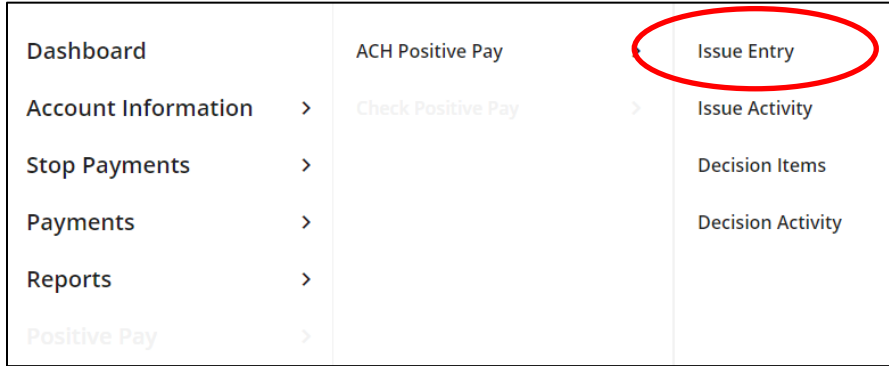 Dashboard
Account Information
Stop Payments
Payments
Reports
Positive Pay
ACH Positive Pay
Check Positive Pay
Issue Entry
Issue Activity
Decision Items
Decision Activity